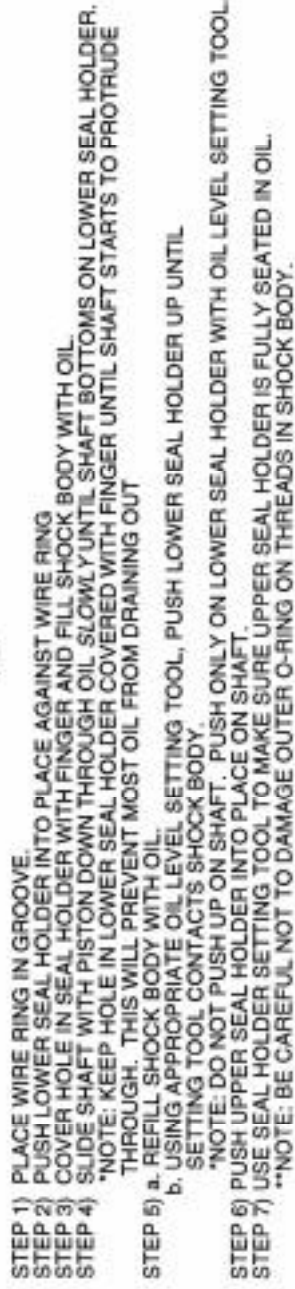 STEP 1) PLACE WIRE RING IN GROOVE.
STEP 2) PUSH LOWER SEAL HOLDER INTO PLACE AGAINST WIRE RING
STEP 3) COVER HOLE IN SEAL HOLDER WITH FINGER AND FILL SHOCK BODY WITH OIL.
STEP 4) SLIDE SHAFT WITH PISTON DOWN THROUGH OIL SLOWLY UNTIL SHAFT BOTTOMS ON LOWER SEAL HOLDER.
*NOTE: KEEP HOLE IN LOWER SEAL HOLDER COVERED WITH FINGER UNTIL SHAFT STARTS TO PROTRUDE
THROUGH. THIS WILL PREVENT MOST OIL FROM DRAINING OUT
STEP 5) a. REFILL SHOCK BODY WITH OIL.
b. USING APPROPRIATE OIL LEVEL SETTING TOOL, PUSH LOWER SEAL HOLDER UP UNTIL
SETTING TOOL CONTACTS SHOCK BODY.
*NOTE: DO NOT PUSH UP ON SHAFT. PUSH ONLY ON LOWER SEAL HOLDER WITH OIL LEVEL SETTING TOOL.
STEP 6) PUSH UPPER SEAL HOLDER INTO PLACE ON SHAFT.
STEP 7) USE SEAL HOLDER SETTING TOOL TO MAKE SURE UPPER SEAL HOLDER IS FULLY SEATED IN OIL.
**NOTE: BE CAREFUL NOT TO DAMAGE OUTER O-RING ON THREADS IN SHOCK BODY.